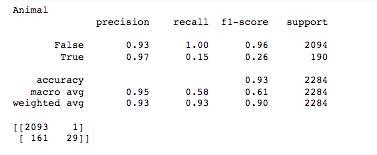 Animal
precision recall f1-score support
False 0.93 1.00 0.96 2094
True 0.97 0.15 0.26 190
accuracy 0.93 2284
macro avg 0.95 0.58 0.61 2284
weighted avg 0.93 0.93 0.90 2284
[[2093 1]
[ 161 29]]